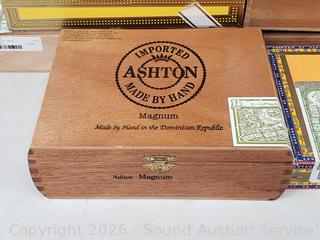 IMPORTED
ASHTON
MADE BY HAND
Magnum
Made by Hand in the Dominican Republic
Ashton Magnum
Copyright 2026 - Sound Auction Service